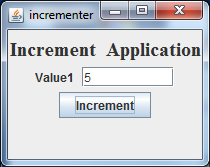 incrementer
Increment Application
Value1 5
Increment